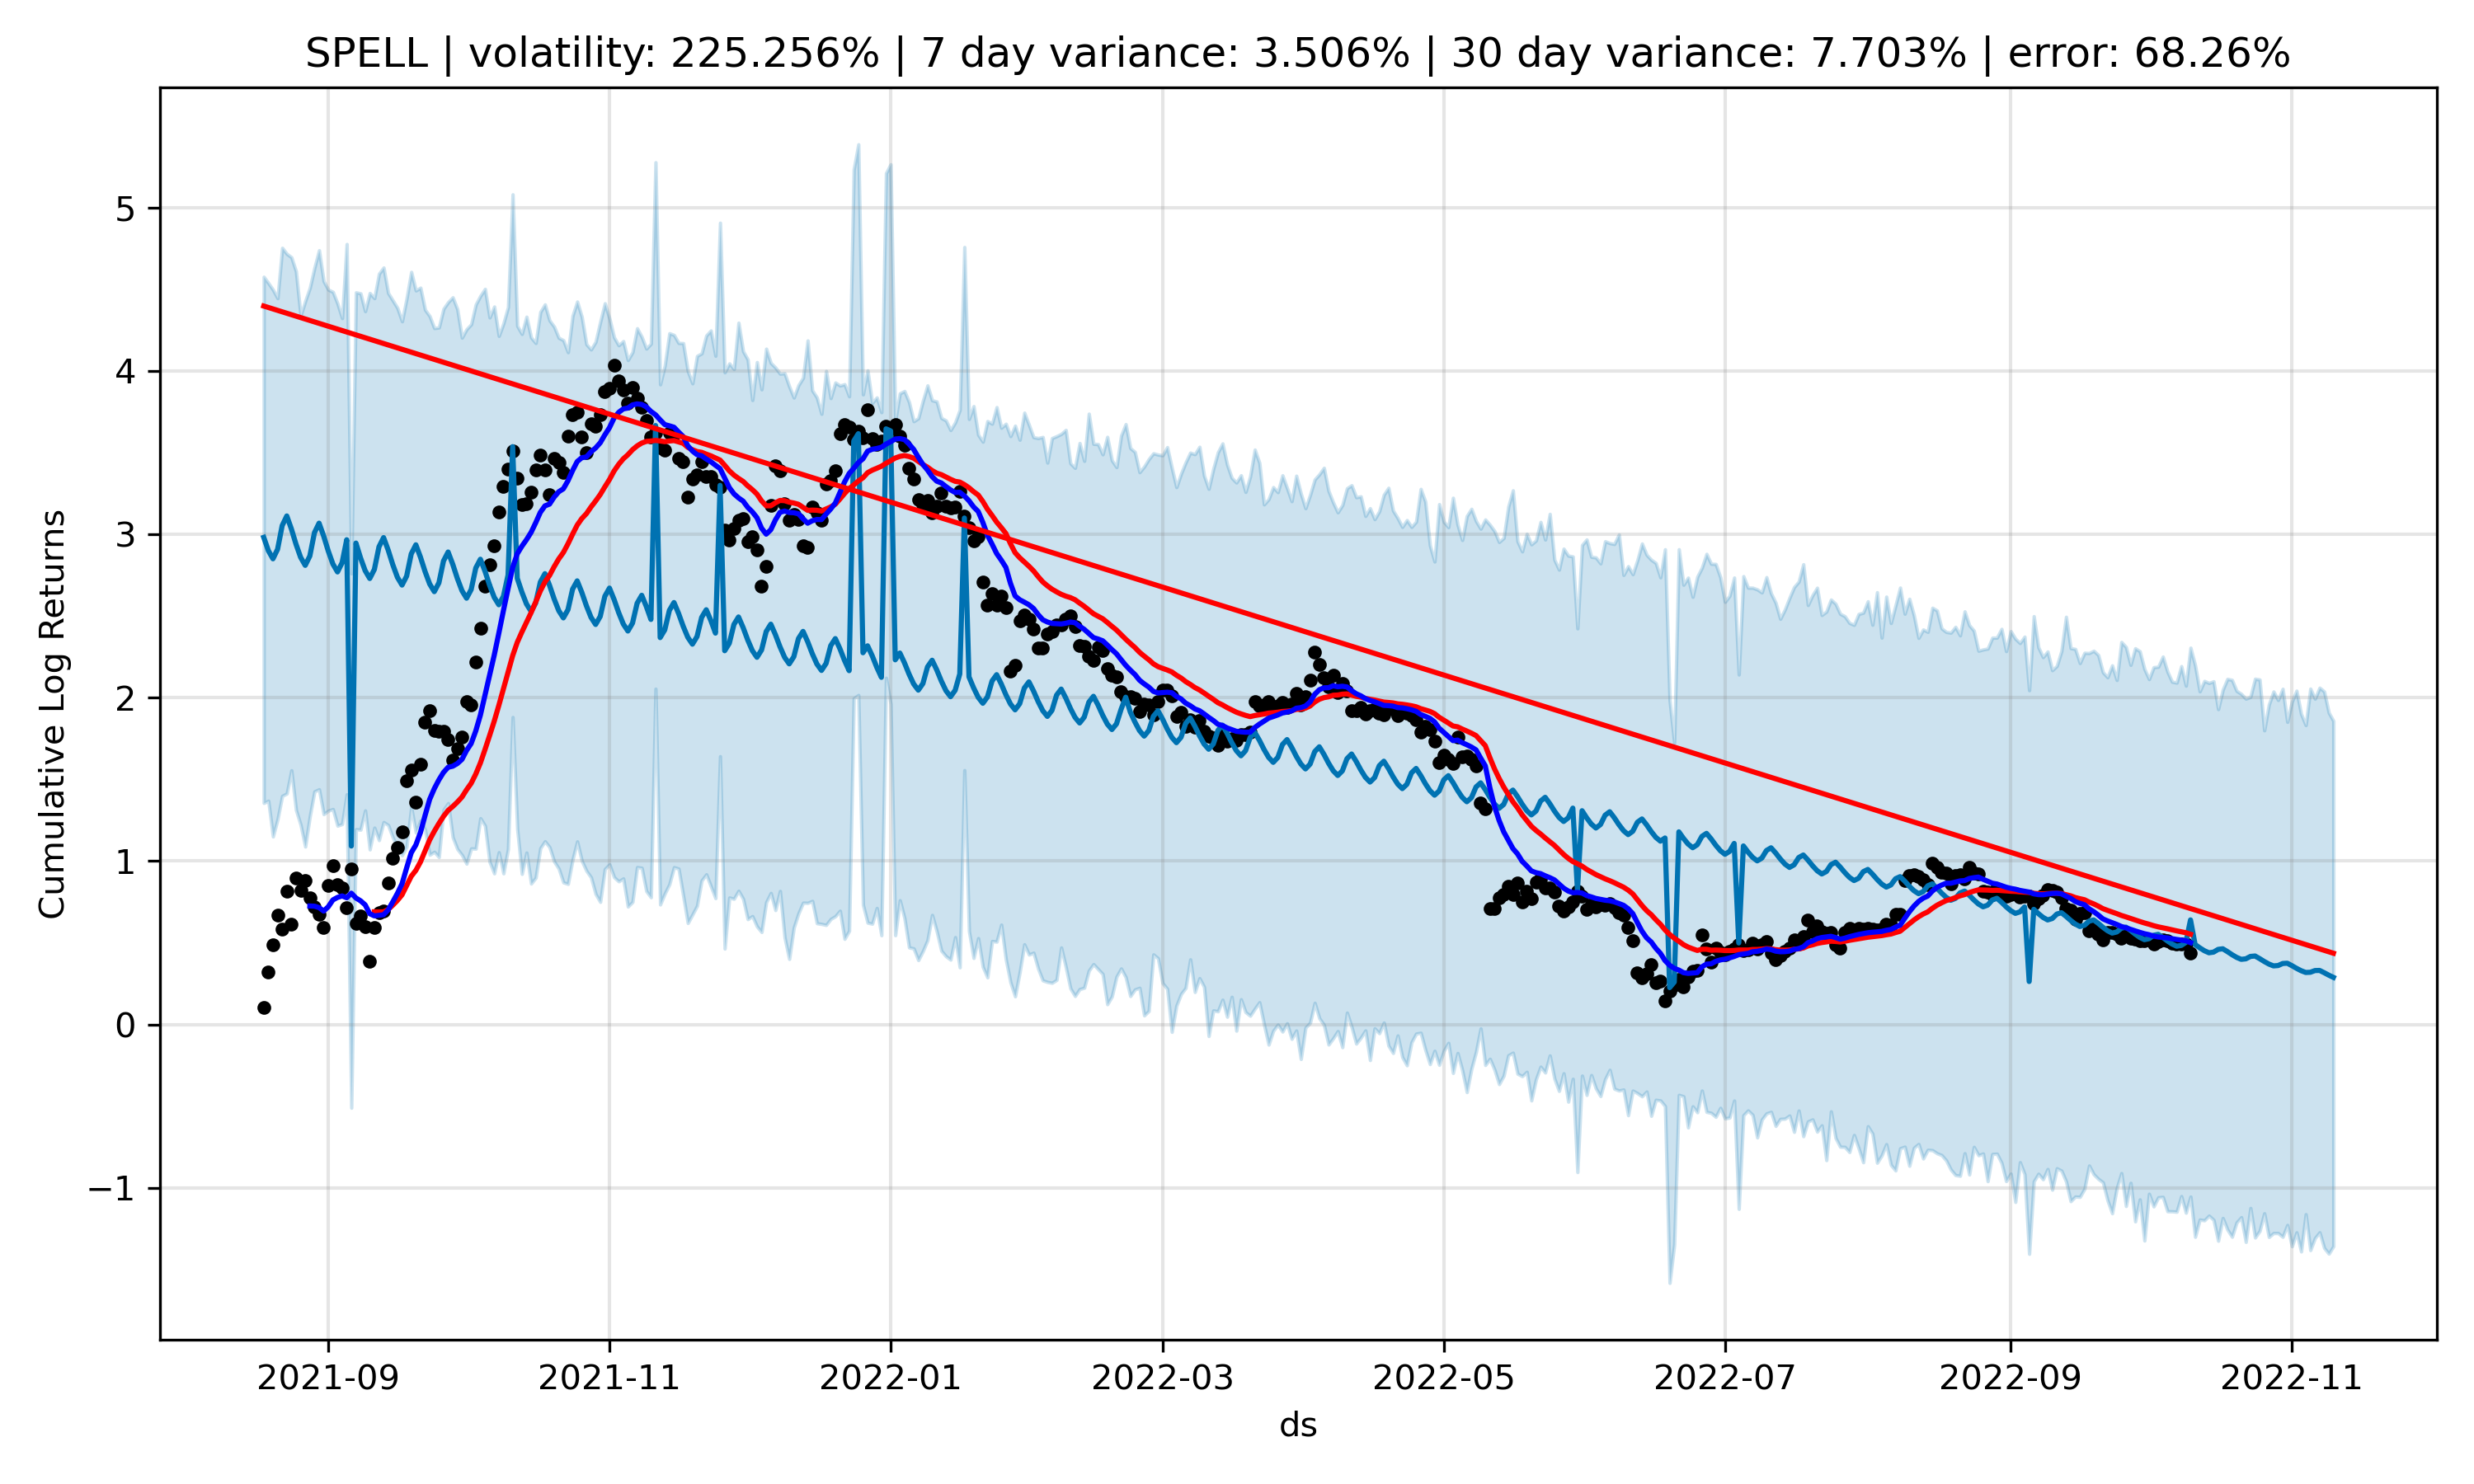 SPELL | volatility: 225.256% | 7 day variance: 3.506% | 30 day variance: 7.703% | error: 68.26%
Cumulative Log Returns
5
4
3
2
1
0
−1
2021-09 2021-11 2022-01 2022-03 2022-05 2022-07 2022-09 2022-11
ds